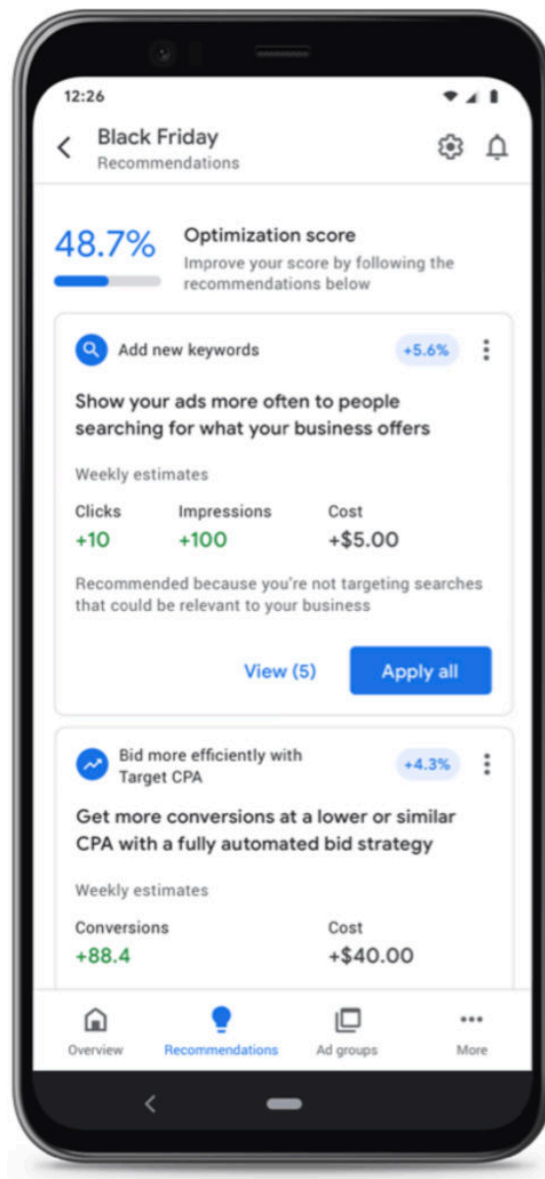 12:26
Black Friday
Recommendations
48.7%
Optimization score
Improve your score by following the
recommendations below
Add new keywords
+5.6%
Show your ads more often to people
searching for what your business offers
Weekly estimates
Clicks Impressions Cost
+10 +100 +$5.00
Recommended because you're not targeting searches
that could be relevant to your business
View (5) Apply all
Bid more efficiently with
Target CPA
+4.3%
Get more conversions at a lower or similar
CPA with a fully automated bid strategy
Weekly estimates
Conversions Cost
+88.4 +$40.00
Overview Recommendations Ad groups More